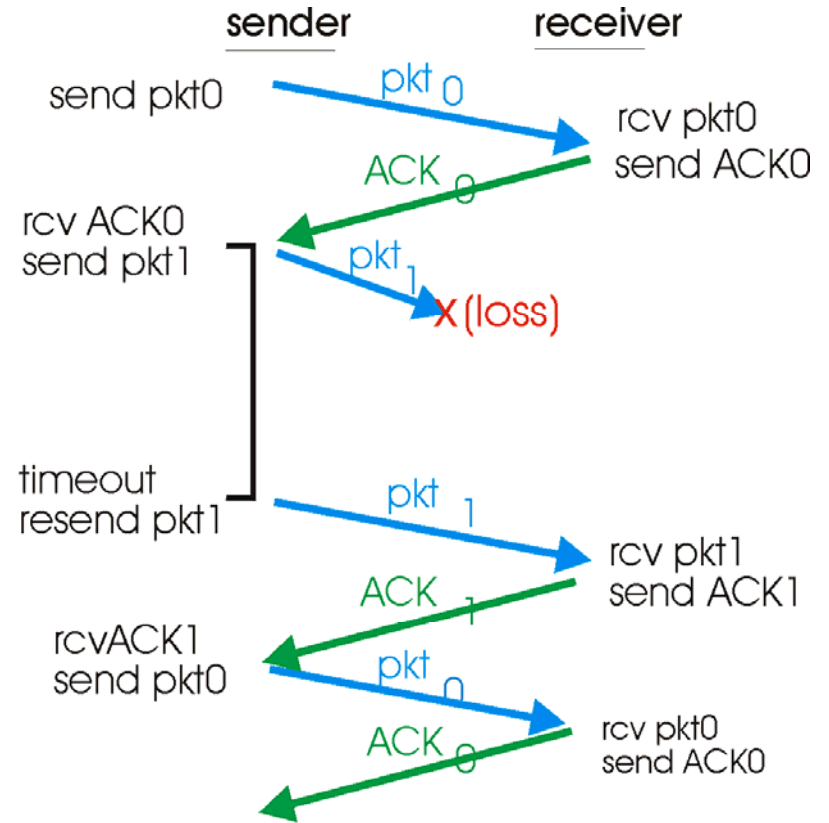 sender
receiver
send pkt0
pkt 0
rcv pkt0
send ACK0
ACK 0
rcv ACK0
send pkt1
pkt 1
X (loss)
timeout
resend pkt1
pkt 1
rcv pkt1
send ACK1
ACK 1
rcvACK1
send pkt0
pkt 0
rcv pkt0
send ACK0
ACK 0